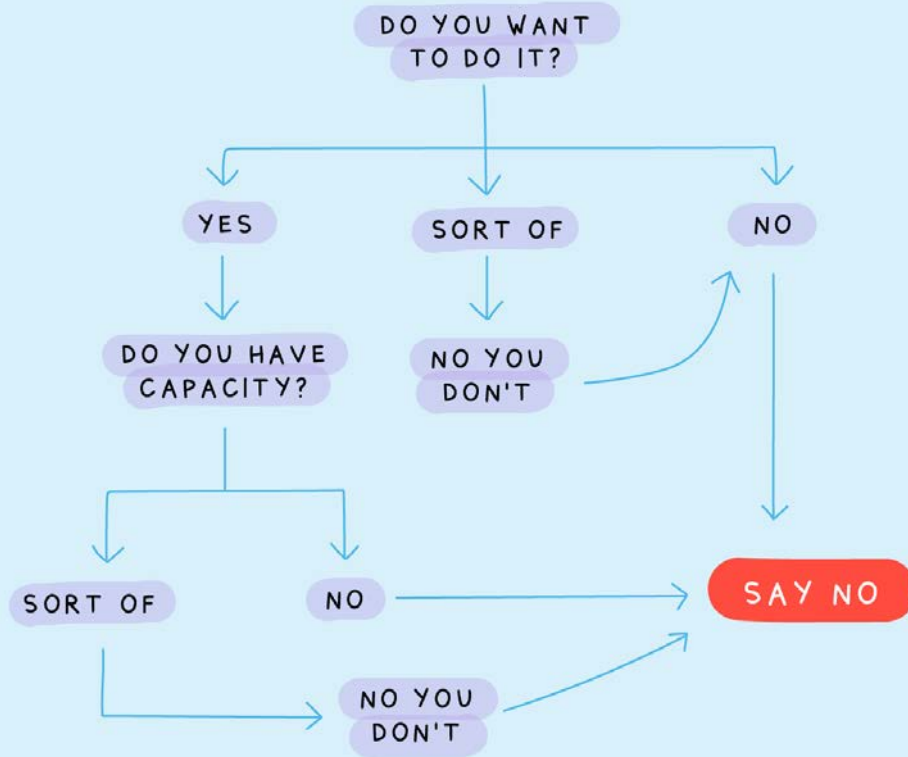 DO YOU WANT
TO DO IT?
YES
SORT OF
NO
DO YOU HAVE
CAPACITY?
NO YOU
DON'T
SORT OF
NO
SAY NO
NO YOU
DON'T